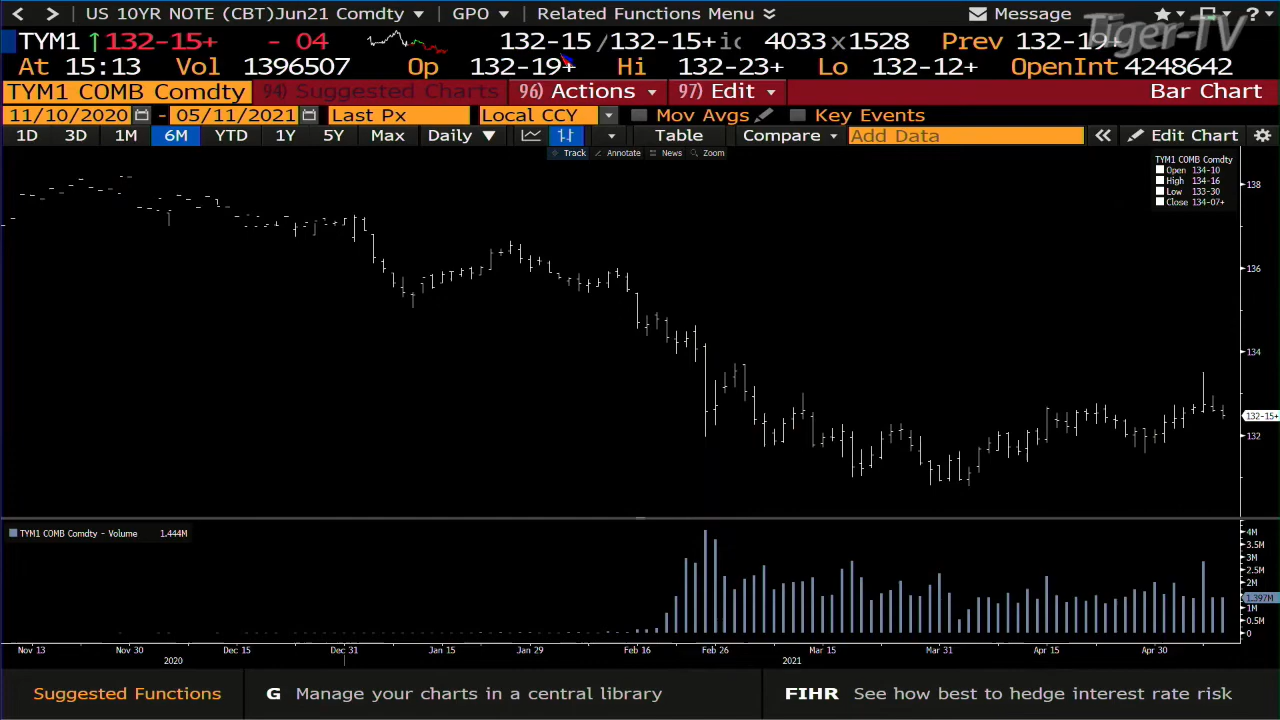 US 10YR NOTE (CBT)Jun21 Comdty GPO Related Functions Menu Message ?
Tiger-TV
TYM1 ↑132-15+ - 04 132-15/132-15+ic 4033x1528 Prev 132-19+
At 15:13 Vol 1396507 Op 132-19+ Hi 132-23+ Lo 132-12+ OpenInt 4248642
TYM1 COMB Comdty 94) Suggested Charts 96) Actions 97) Edit Bar Chart
11/10/2020 - 05/11/2021 Last Px Local CCY Mov Avgs Key Events
1D 3D 1M 6M YTD 1Y 5Y Max Daily ▼ Table Compare Add Data « Edit Chart
Track Annotate News Zoom
TYM1 COMB Comdty
Open 134-10
High 134-16
Low 133-30
Close 134-07+
138
136
134
132-15+
132
TYM1 COMB Comdty - Volume 1.444M
4M
3.5M
3M
2.5M
2M
1.397M
1M
0.5M
0
Nov 13 Nov 30 Dec 15 Dec 31 Jan 15 Jan 29 Feb 16 Feb 26 Mar 15 Mar 31 Apr 15 Apr 30
2020 2021
Suggested Functions G Manage your charts in a central library FIHR See how best to hedge interest rate risk